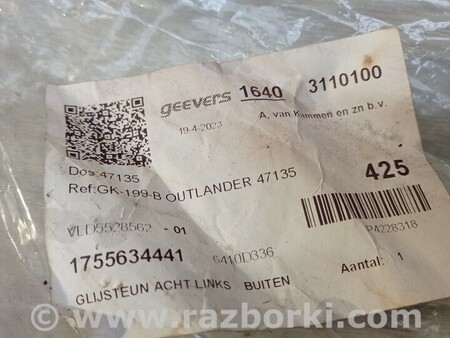 geevers 1640 3110100
19-4-2023 A, van Kammen en zn b.v.
Dos 47135
Ref:GK-199-B OUTLANDER 47135
425
VLD5528562 - 01
PA228318
1755634441 6410D336
Aantal: 1
GLIJSTEUN ACHT LINKS BUITEN
© - www.razborki.com -